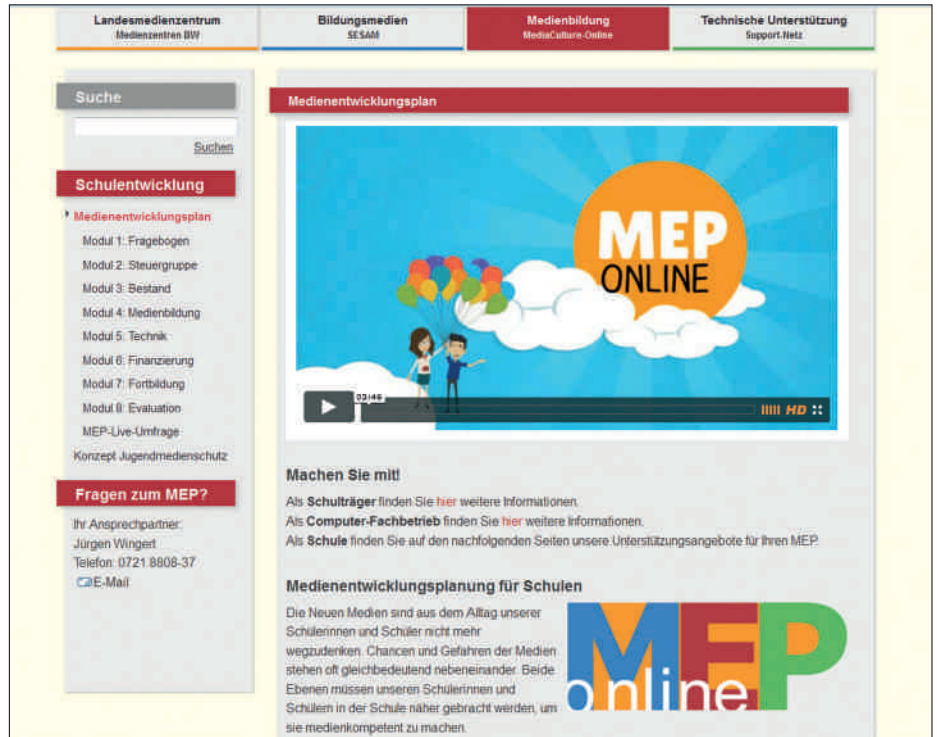 Landesmedienzentrum
Medienzentren BW
Bildungsmedien
SESAM
Medienbildung
MediaCulture-Online
Technische Unterstützung
Support-Netz
Suche
Suchen
Schulentwicklung
Medienentwicklungsplan
Modul 1: Fragebogen
Modul 2: Steuergruppe
Modul 3: Bestand
Modul 4: Medienbildung
Modul 5: Technik
Modul 6: Finanzierung
Modul 7: Fortbildung
Modul 8: Evaluation
MEP-Live-Umfrage
Konzept Jugendmedienschutz
Fragen zum MEP?
Ihr Ansprechpartner:
Jürgen Wingert
Telefon: 0721 8808-37
E-Mail
Medienentwicklungsplan
MEP
ONLINE
03:46
HD
Machen Sie mit!
Als Schulträger finden Sie hier weitere Informationen.
Als Computer-Fachbetrieb finden Sie hier weitere Informationen.
Als Schule finden Sie auf den nachfolgenden Seiten unsere Unterstützungsangebote für Ihren MEP.
Medienentwicklungsplanung für Schulen
Die Neuen Medien sind aus dem Alltag unserer
Schülerinnen und Schüler nicht mehr
wegzudenken. Chancen und Gefahren der Medien
stehen oft gleichbedeutend nebeneinander. Beide
Ebenen müssen unseren Schülerinnen und
Schülern in der Schule näher gebracht werden, um
sie medienkompetent zu machen.
MEP
online